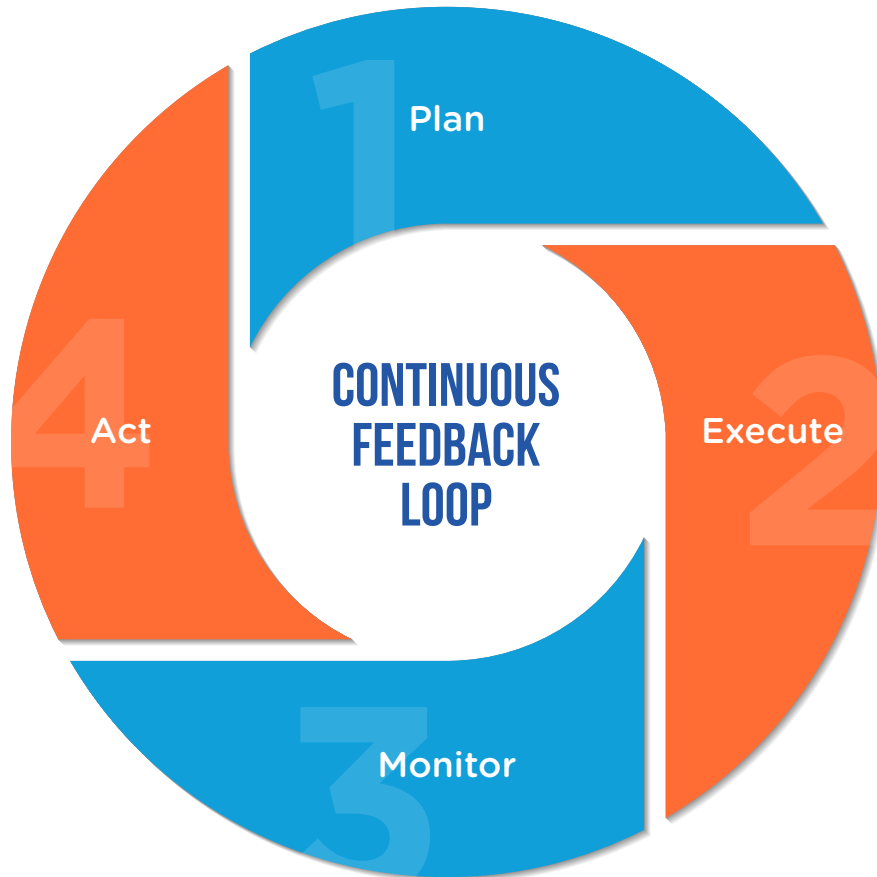 1
Plan
2
Execute
3
Monitor
4
Act
CONTINUOUS
FEEDBACK
LOOP